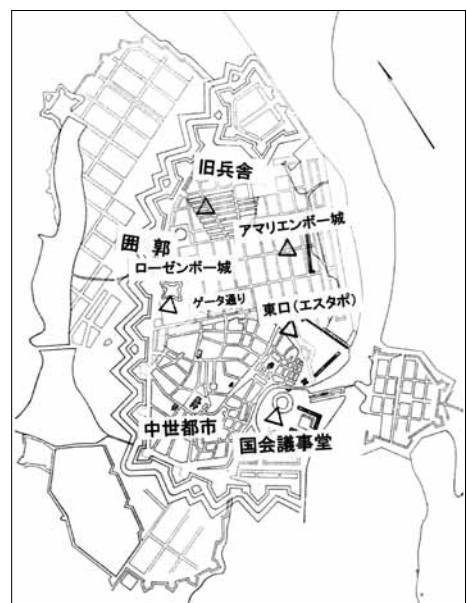 旧兵舎
アマリエンボー城
囲 郭
ローゼンボー城
ゲータ通り
東口(エスタポ)
中世都市
国会議事堂